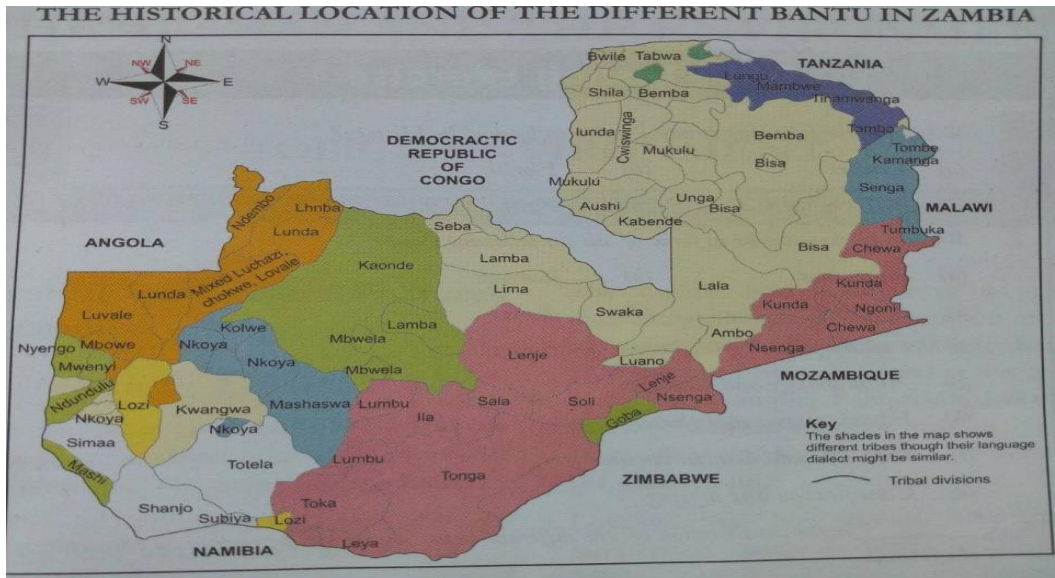 THE HISTORICAL LOCATION OF THE DIFFERENT BANTU IN ZAMBIA
N
NW
NE
W
E
SW
SE
S
Bwile
Tabwa
TANZANIA
Lungu
Mambwe
Tinamwanga
Shila
Bemba
lunda
Cwiswinga
Bemba
Tambo
DEMOCRACTIC
REPUBLIC
OF
CONGO
Mukulu
Bisa
Tombe
Kamanga
Mukulu
Senga
Aushi
Unga
Bisa
Kabende
MALAWI
Ndembo
Lhnba
Seba
Tumbuka
ANGOLA
Lunda
Bisa
Chewa
Kaonde
Lamba
Mixed Luchazi,
chokwe, Lovale
Lunda
Lima
Lala
Kunda
Luvale
Kunda
Ngoni
Swaka
Kolwe
Lamba
Chewa
Ambo
Nyengo
Mbowe
Nkoya
Mbwela
Nsenga
Mwenyi
Nkoya
Lenje
Luano
Mbwela
MOZAMBIQUE
Ndundulu
Lozi
Kwangwa
Mashaswa
Lumbu
Ila
Sala
Soli
Lenje
Nsenga
Nkoya
Nkoya
Goba
Simaa
Key
The shades in the map shows
different tribes though their language
dialect might be similar.
Tribal divisions
Totela
Lumbu
Mashi
Tonga
ZIMBABWE
Shanjo
Subiya
Lozi
Toka
Leya
NAMIBIA